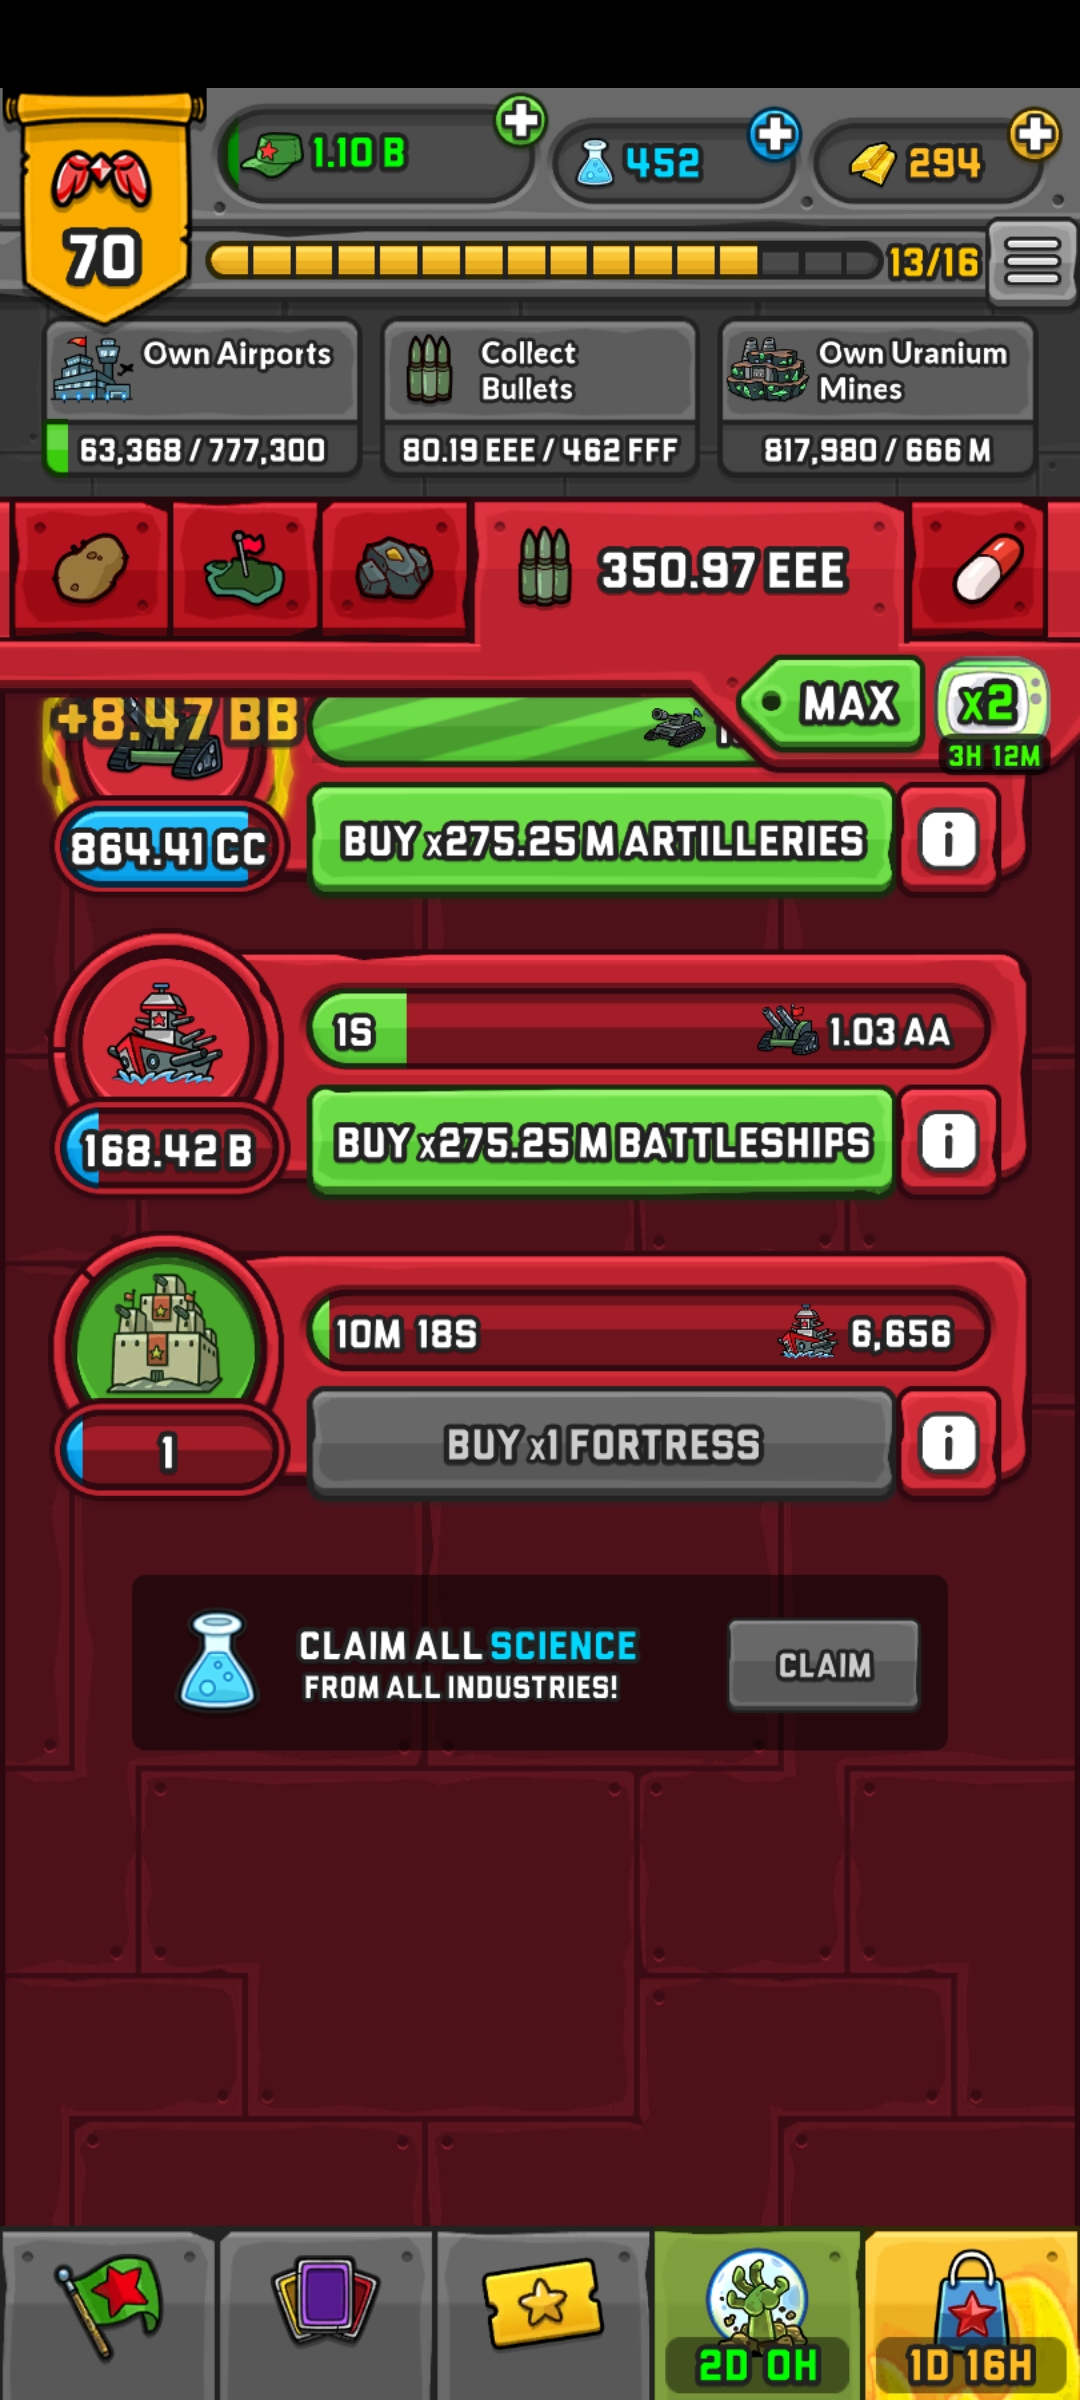 70
1.10 B
452
294
13/16
Own Airports
63,368 / 777,300
Collect
Bullets
80.19 EEE / 462 FFF
Own Uranium
Mines
817,980 / 666 M
350.97 EEE
MAX
x2
3H 12M
+8.47 BB
864.41 CC
BUY x275.25 M ARTILLERIES
i
1S
1.03 AA
168.42 B
BUY x275.25 M BATTLESHIPS
i
10M 18S
6,656
1
BUY x1 FORTRESS
i
CLAIM ALL SCIENCE
FROM ALL INDUSTRIES!
CLAIM
2D 0H
1D 16H